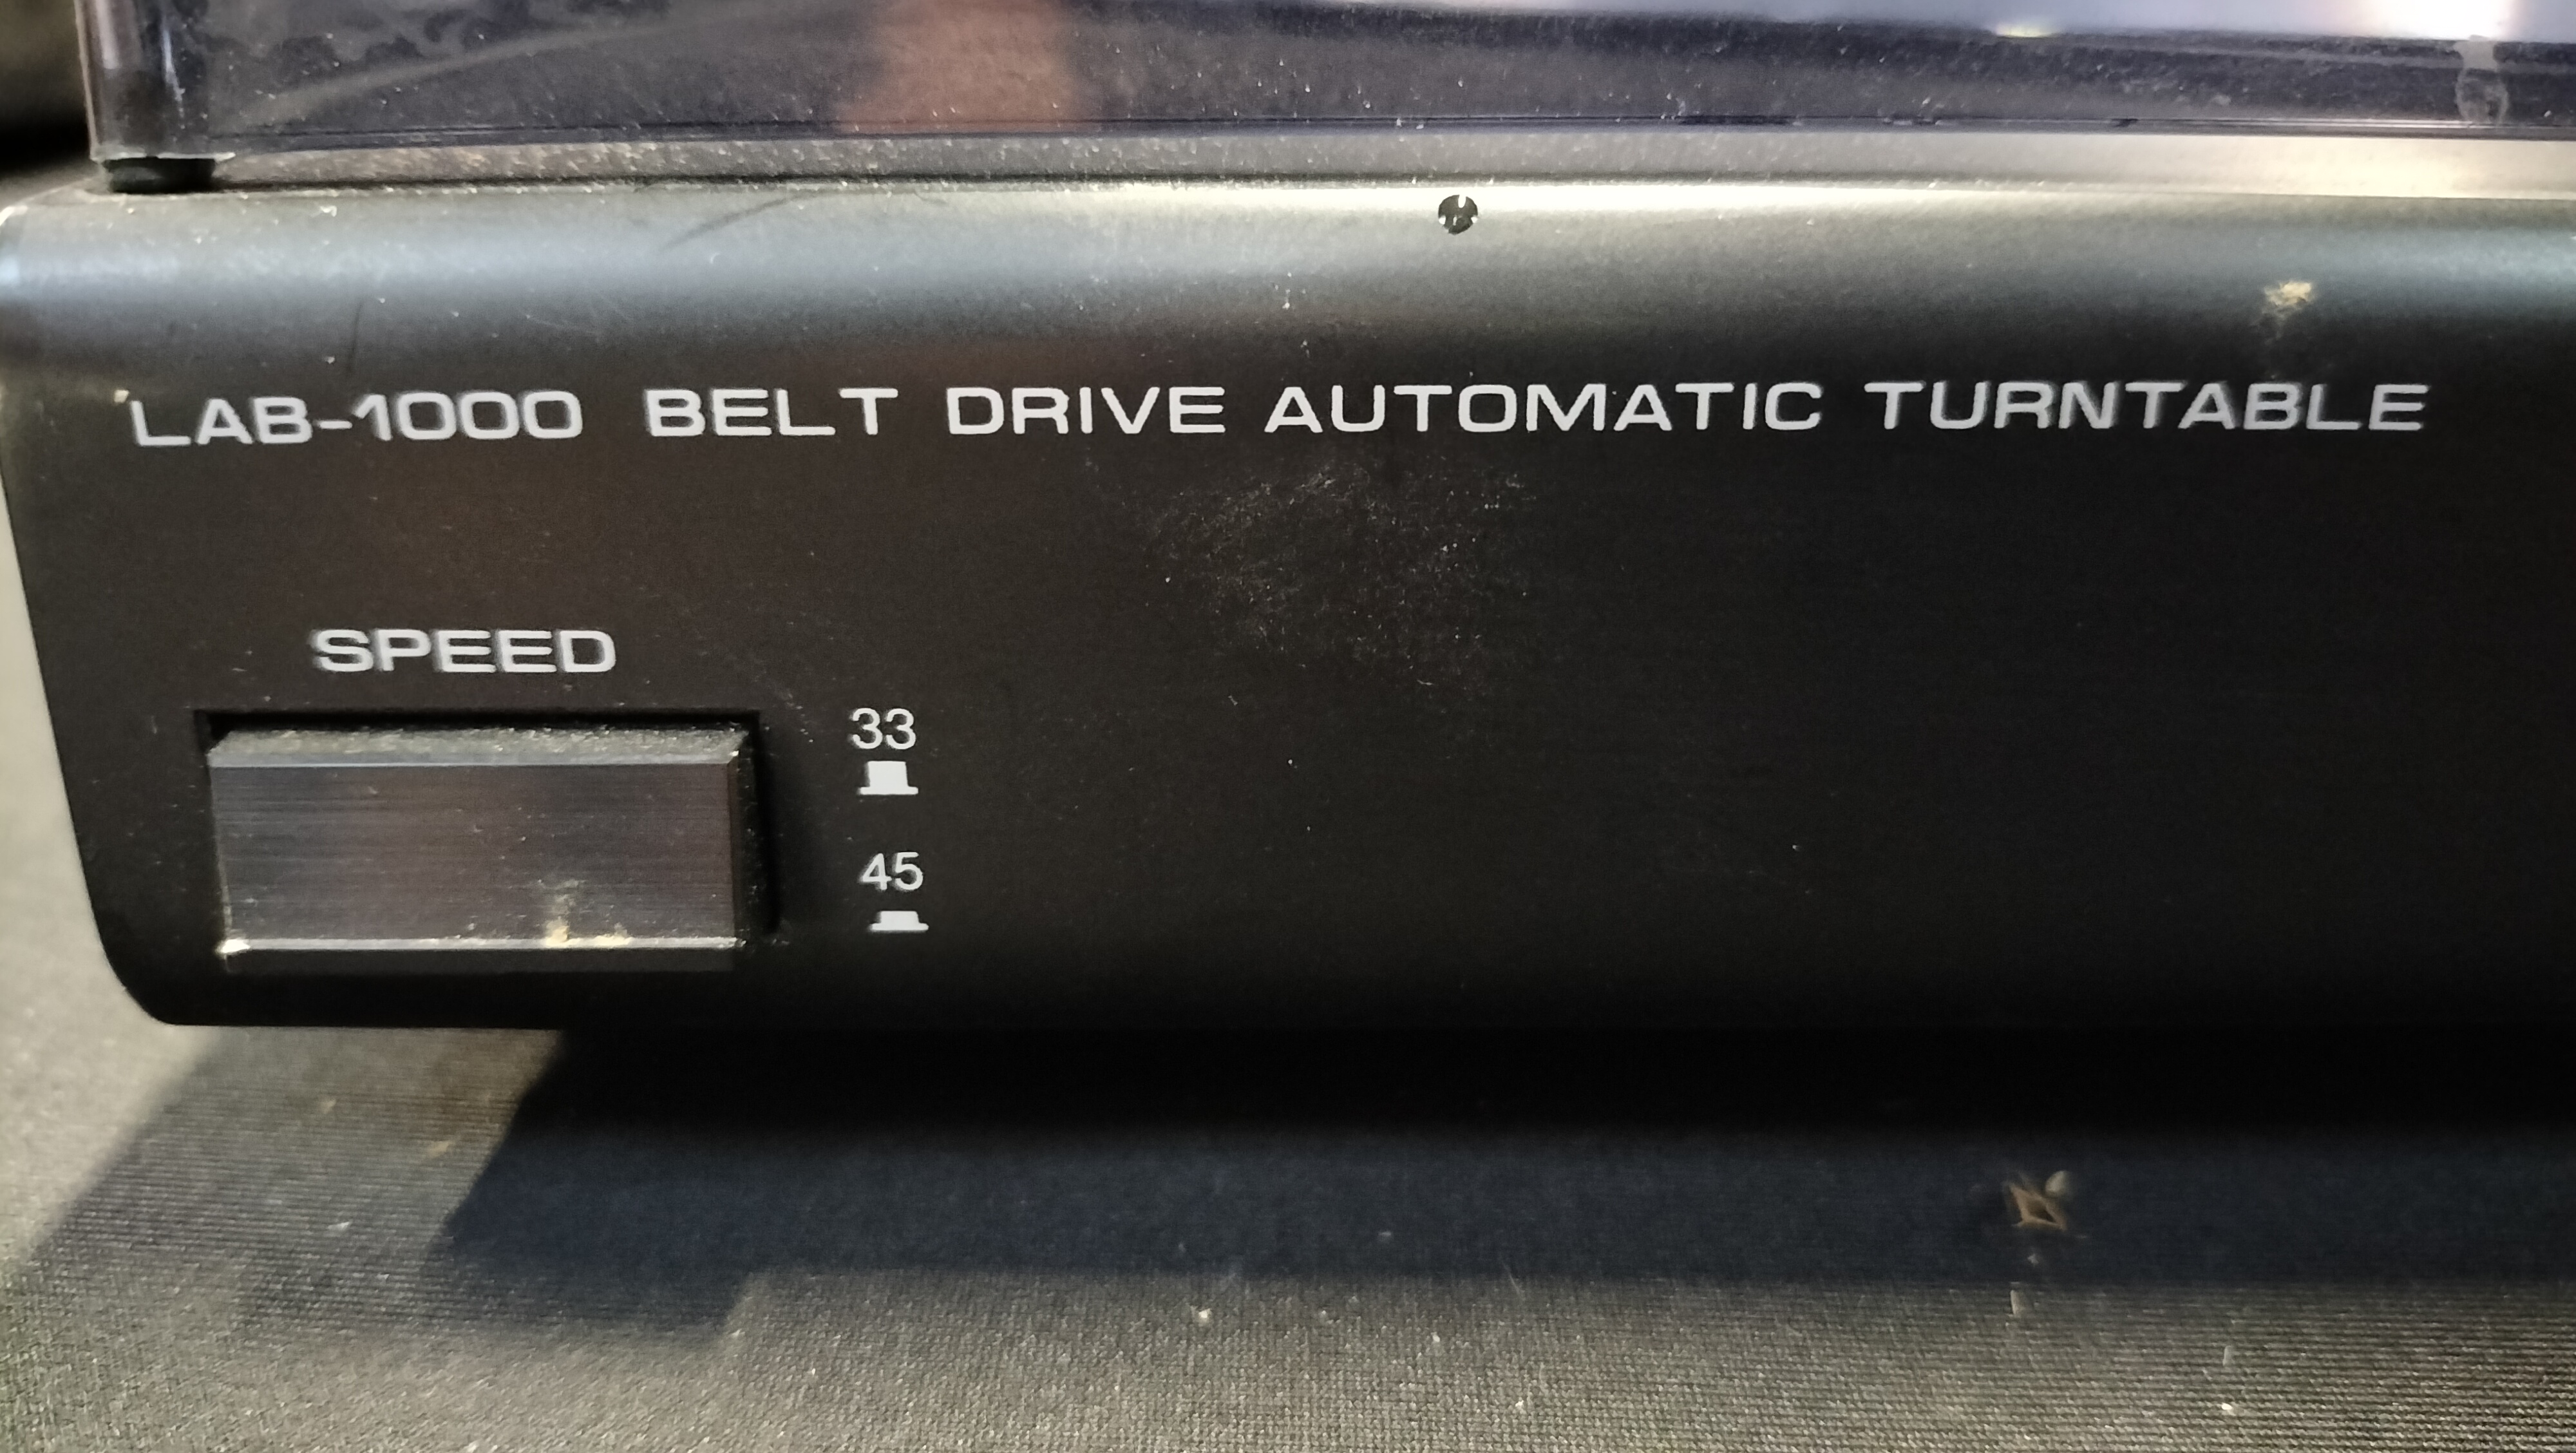 LAB-1000 BELT DRIVE AUTOMATIC TURNTABLE
SPEED
33
45